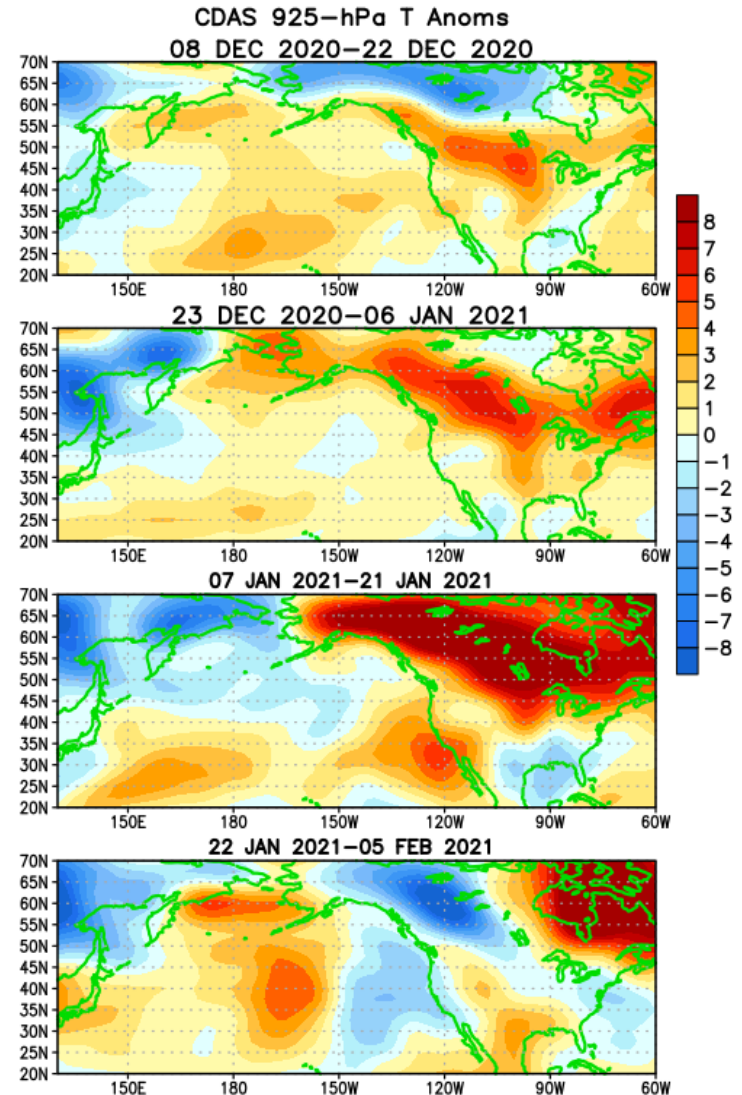 CDAS 925-hPa T Anoms
08 DEC 2020-22 DEC 2020
70N
65N
60N
55N
50N
45N
40N
35N
30N
25N
20N
150E 180 150W 120W 90W 60W
23 DEC 2020-06 JAN 2021
70N
65N
60N
55N
50N
45N
40N
35N
30N
25N
20N
150E 180 150W 120W 90W 60W
07 JAN 2021-21 JAN 2021
70N
65N
60N
55N
50N
45N
40N
35N
30N
25N
20N
150E 180 150W 120W 90W 60W
22 JAN 2021-05 FEB 2021
70N
65N
60N
55N
50N
45N
40N
35N
30N
25N
20N
150E 180 150W 120W 90W 60W
8
7
6
5
4
3
2
1
0
-1
-2
-3
-4
-5
-6
-7
-8